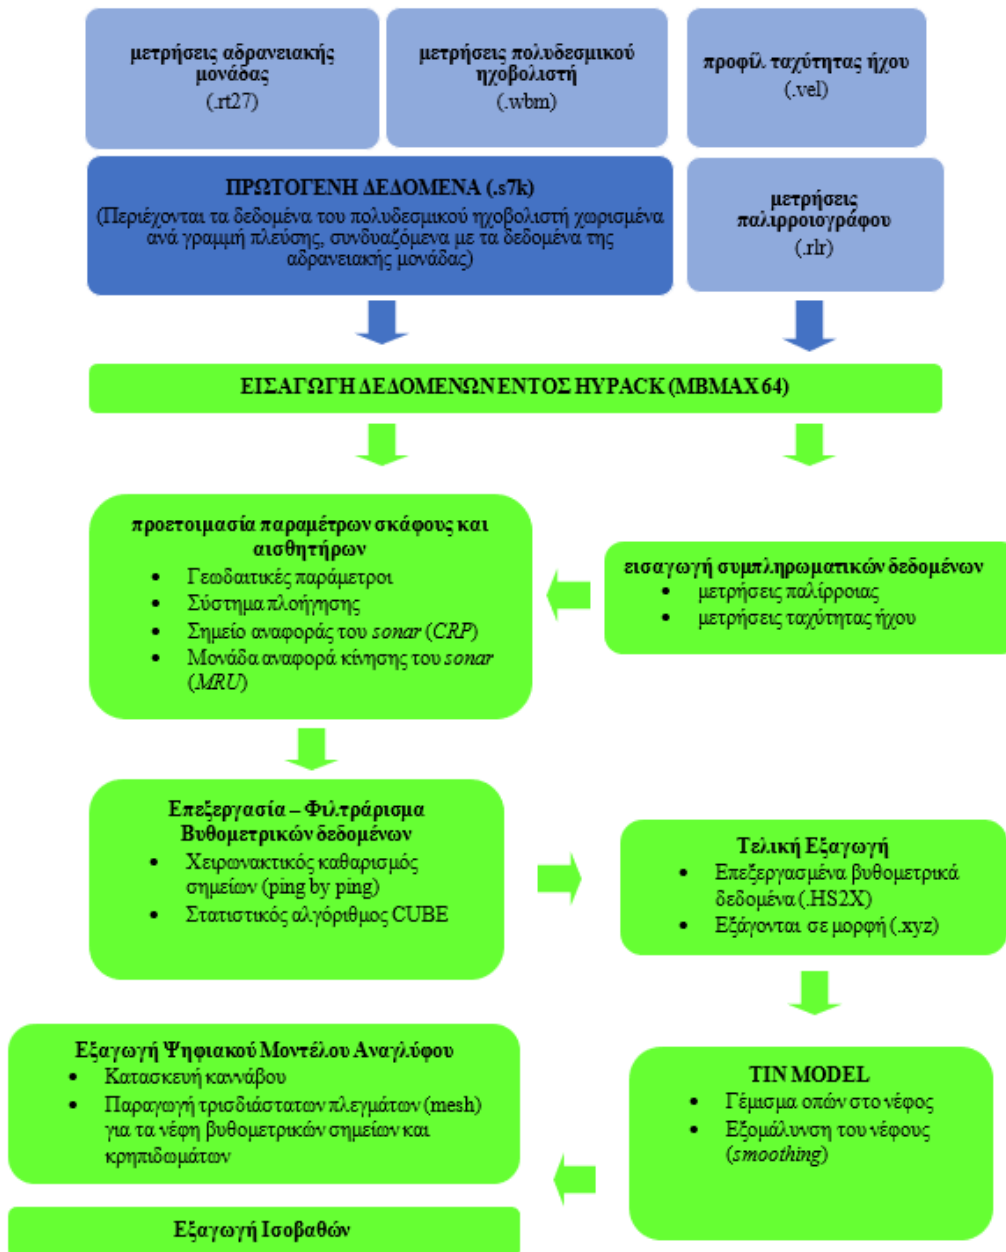 μετρήσεις αδρανειακής
μονάδας
(.rt27)
μετρήσεις πολυδεσμικού
ηχοβολιστή
(.wbm)
προφίλ ταχύτητας ήχου
(.vel)
ΠΡΩΤΟΓΕΝΗ ΔΕΔΟΜΕΝΑ (.s7k)
(Περιέχονται τα δεδομένα του πολυδεσμικού ηχοβολιστή χωρισμένα
ανά γραμμή πλεύσης, συνδυαζόμενα με τα δεδομένα της
αδρανειακής μονάδας)
μετρήσεις
παλιρροιογράφου
(.rlr)
ΕΙΣΑΓΩΓΗ ΔΕΔΟΜΕΝΩΝ ΕΝΤΟΣ HYPACK (MBMAX 64)
προετοιμασία παραμέτρων σκάφους και
αισθητήρων
• Γεωδαιτικές παράμετροι
• Σύστημα πλοήγησης
• Σημείο αναφοράς του sonar (CRP)
• Μονάδα αναφορά κίνησης του sonar
(MRU)
εισαγωγή συμπληρωματικών δεδομένων
• μετρήσεις παλίρροιας
• μετρήσεις ταχύτητας ήχου
Επεξεργασία – Φιλτράρισμα
Βυθομετρικών δεδομένων
• Χειρωνακτικός καθαρισμός
σημείων (ping by ping)
• Στατιστικός αλγόριθμος CUBE
Τελική Εξαγωγή
• Επεξεργασμένα βυθομετρικά
δεδομένα (.HS2X)
• Εξάγονται σε μορφή (.xyz)
Εξαγωγή Ψηφιακού Μοντέλου Αναγλύφου
• Κατασκευή καννάβου
• Παραγωγή τρισδιάστατων πλεγμάτων (mesh)
για τα νέφη βυθομετρικών σημείων και
κρηπιδωμάτων
TIN MODEL
• Γέμισμα οπών στο νέφος
• Εξομάλυνση του νέφους
(smoothing)
Εξαγωγή Ισοβαθών